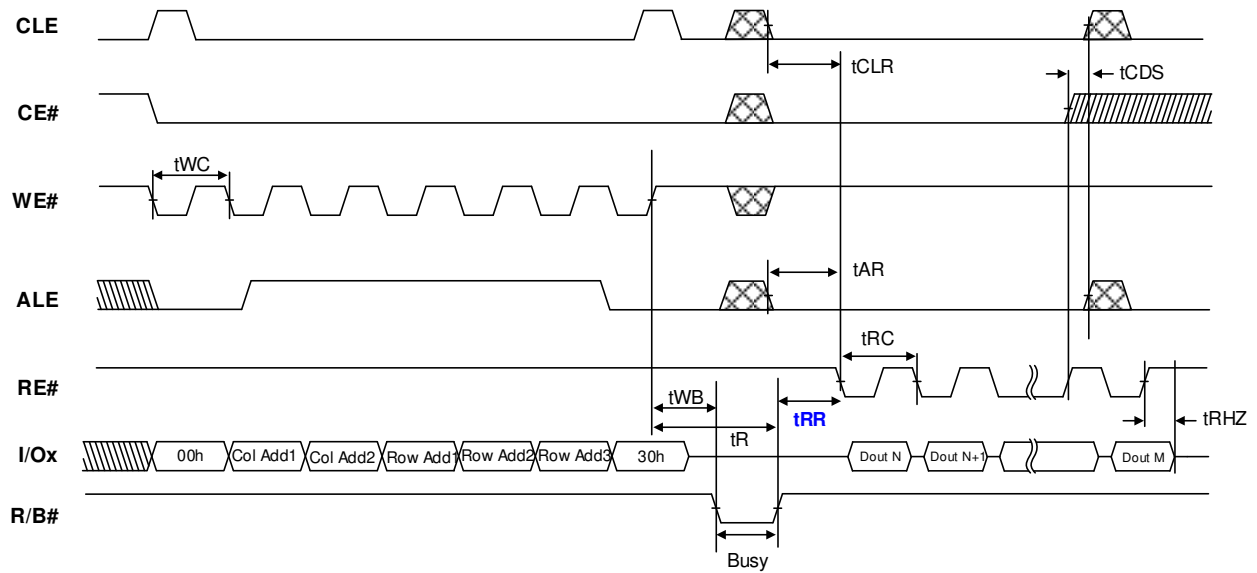 CLE
tCLR
tCDS
CE#
tWC
WE#
ALE
tAR
tRC
RE#
tWB
tRR
tR
tRHZ
I/Ox
00h
Col Add1
Col Add2
Row Add1
Row Add2
Row Add3
30h
Dout N
Dout N+1
Dout M
R/B#
Busy